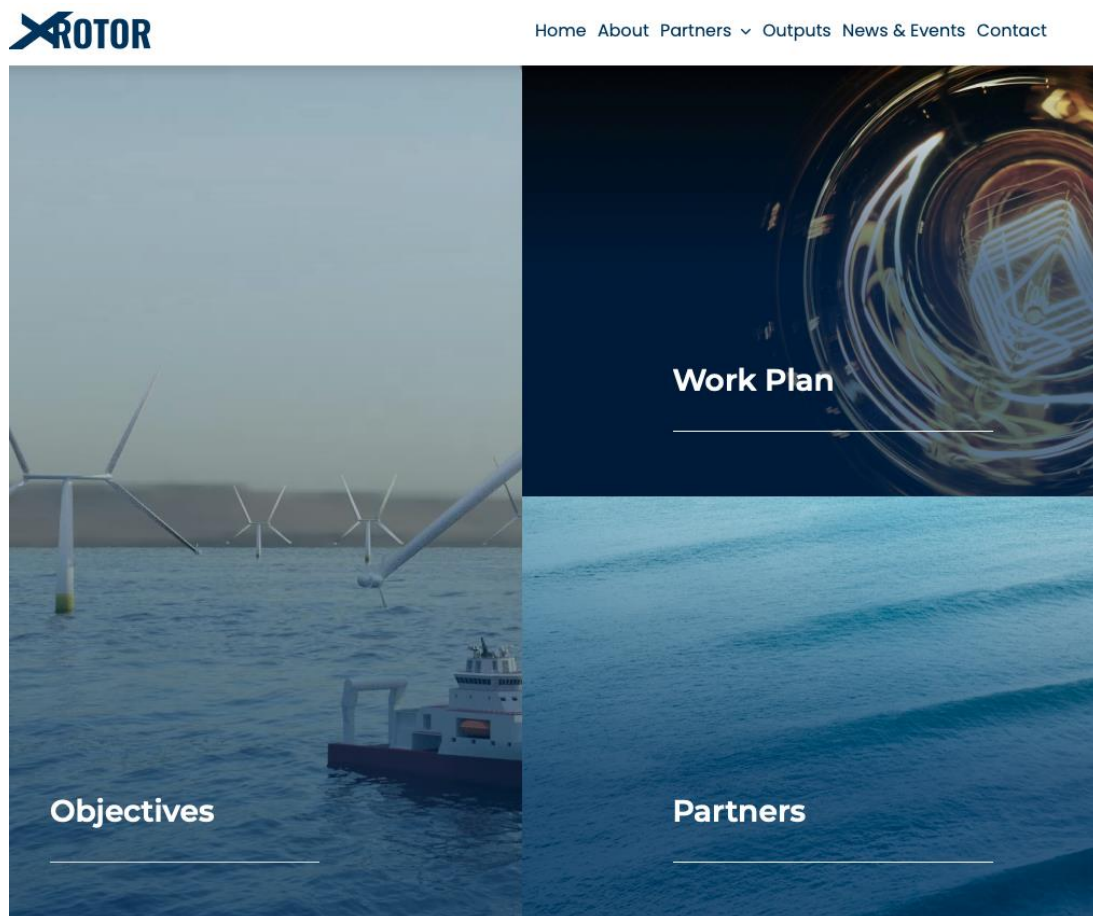 XROTOR
Home About Partners Outputs News & Events Contact
Work Plan
Objectives
Partners